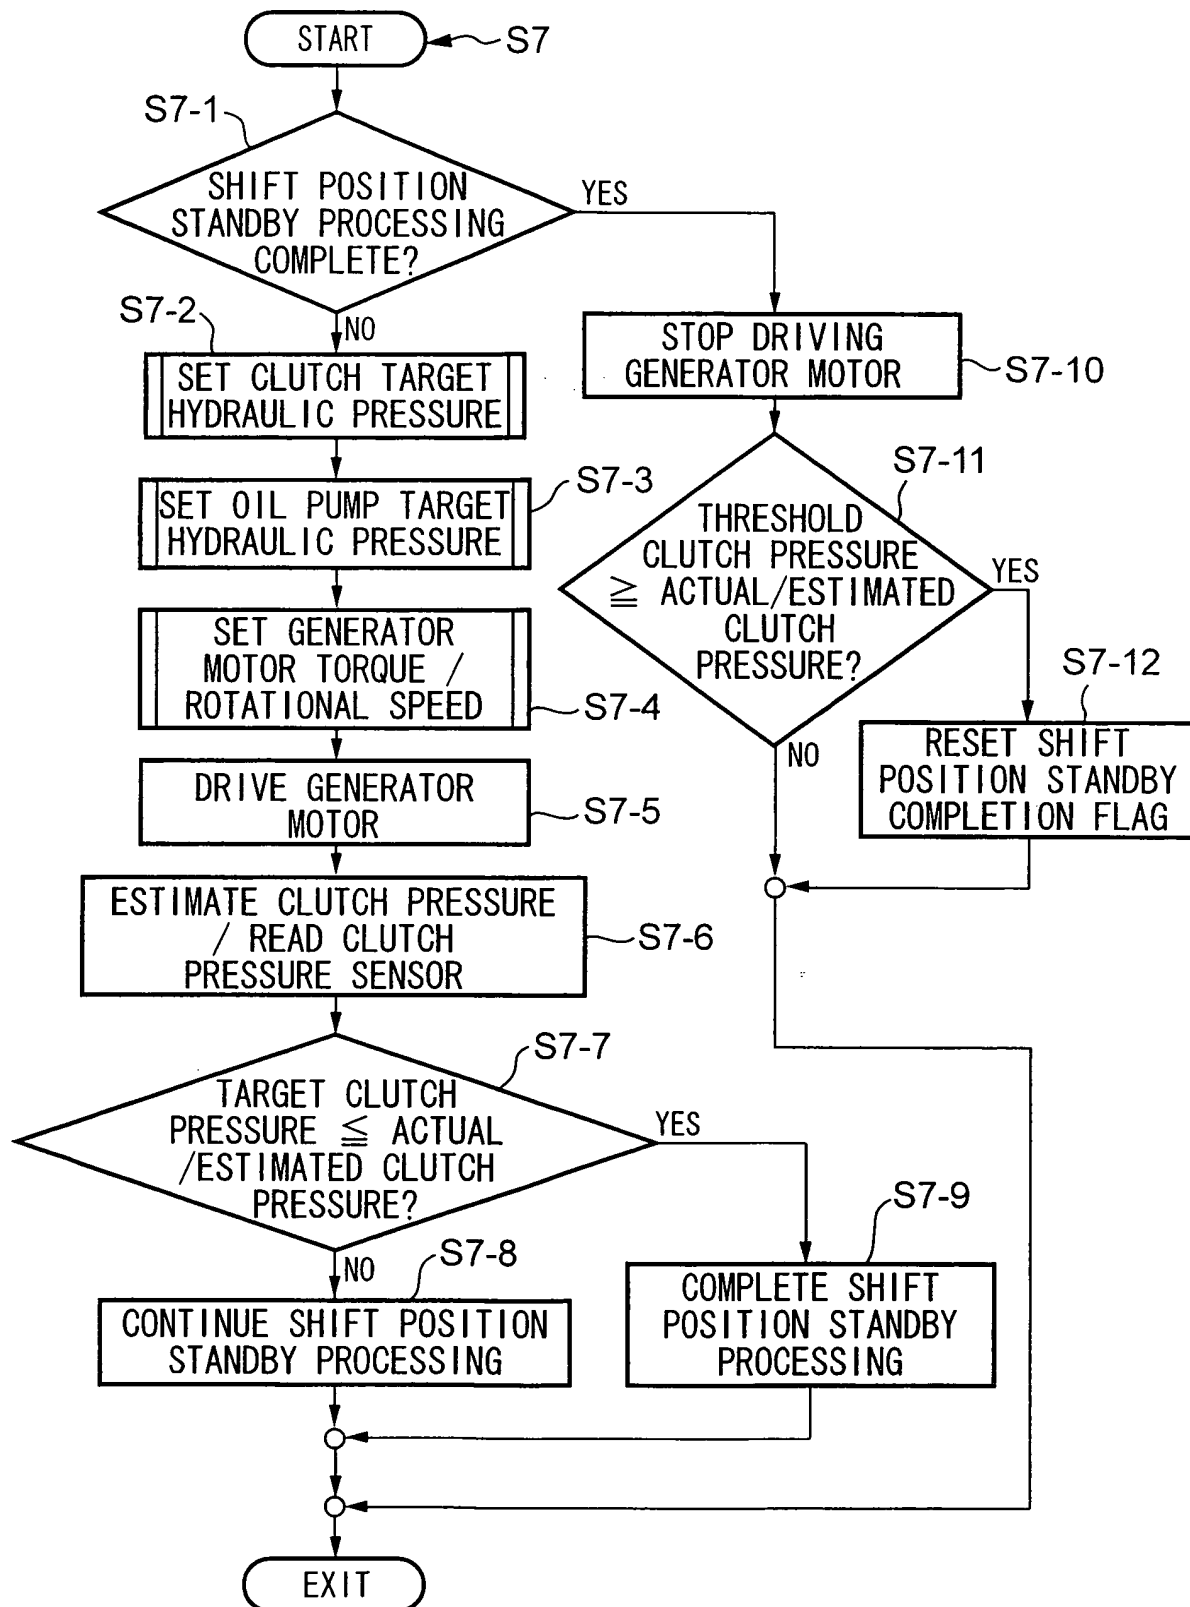 START
S7
S7-1
SHIFT POSITION
STANDBY PROCESSING
COMPLETE?
YES
NO
S7-2
SET CLUTCH TARGET
HYDRAULIC PRESSURE
SET OIL PUMP TARGET
HYDRAULIC PRESSURE
S7-3
SET GENERATOR
MOTOR TORQUE /
ROTATIONAL SPEED
S7-4
DRIVE GENERATOR
MOTOR
S7-5
ESTIMATE CLUTCH PRESSURE
/ READ CLUTCH
PRESSURE SENSOR
S7-6
S7-7
TARGET CLUTCH
PRESSURE ≦ ACTUAL
/ESTIMATED CLUTCH
PRESSURE?
YES
NO
S7-8
CONTINUE SHIFT POSITION
STANDBY PROCESSING
S7-9
COMPLETE SHIFT
POSITION STANDBY
PROCESSING
STOP DRIVING
GENERATOR MOTOR
S7-10
S7-11
THRESHOLD
CLUTCH PRESSURE
≧ ACTUAL/ESTIMATED
CLUTCH
PRESSURE?
YES
NO
S7-12
RESET SHIFT
POSITION STANDBY
COMPLETION FLAG
EXIT